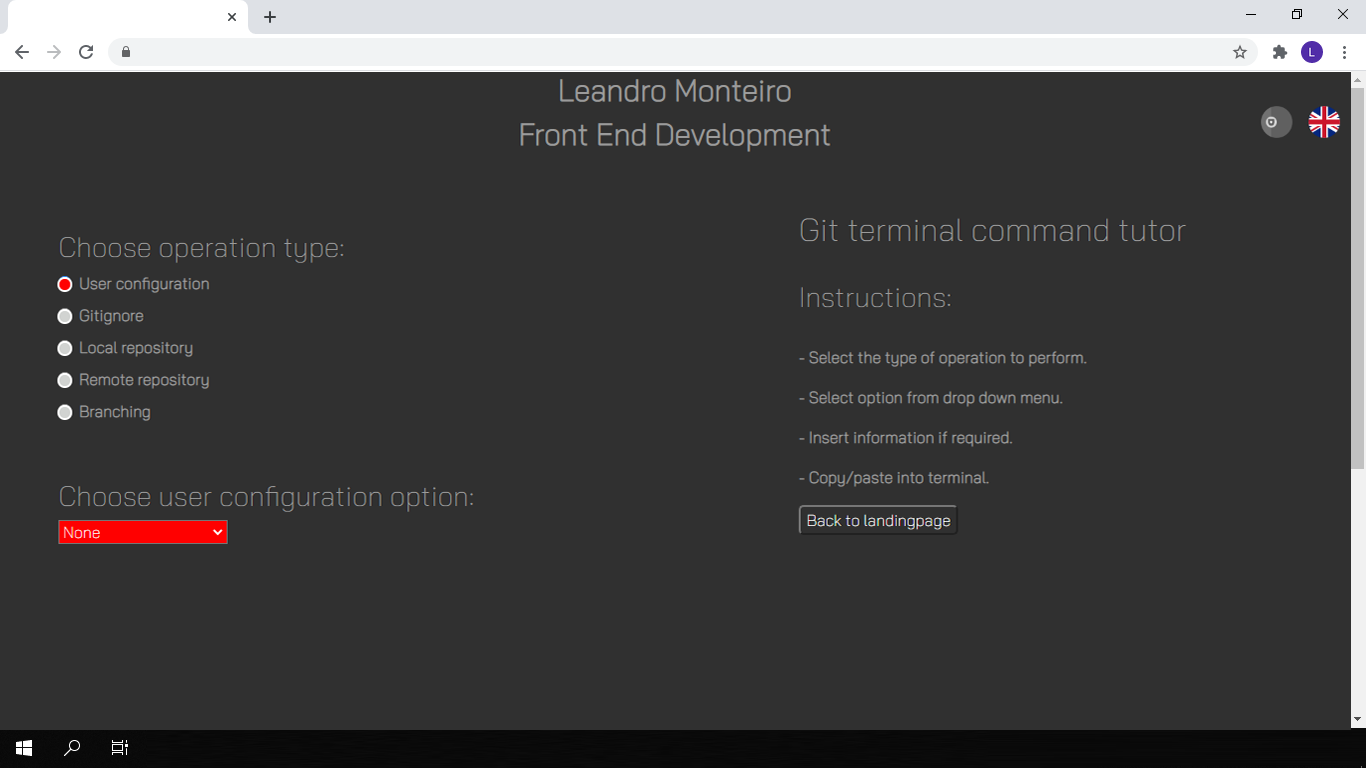 L
Leandro Monteiro
Front End Development
Choose operation type:
User configuration
Gitignore
Local repository
Remote repository
Branching
Choose user configuration option:
None
Git terminal command tutor
Instructions:
- Select the type of operation to perform.
- Select option from drop down menu.
- Insert information if required.
- Copy/paste into terminal.
Back to landingpage